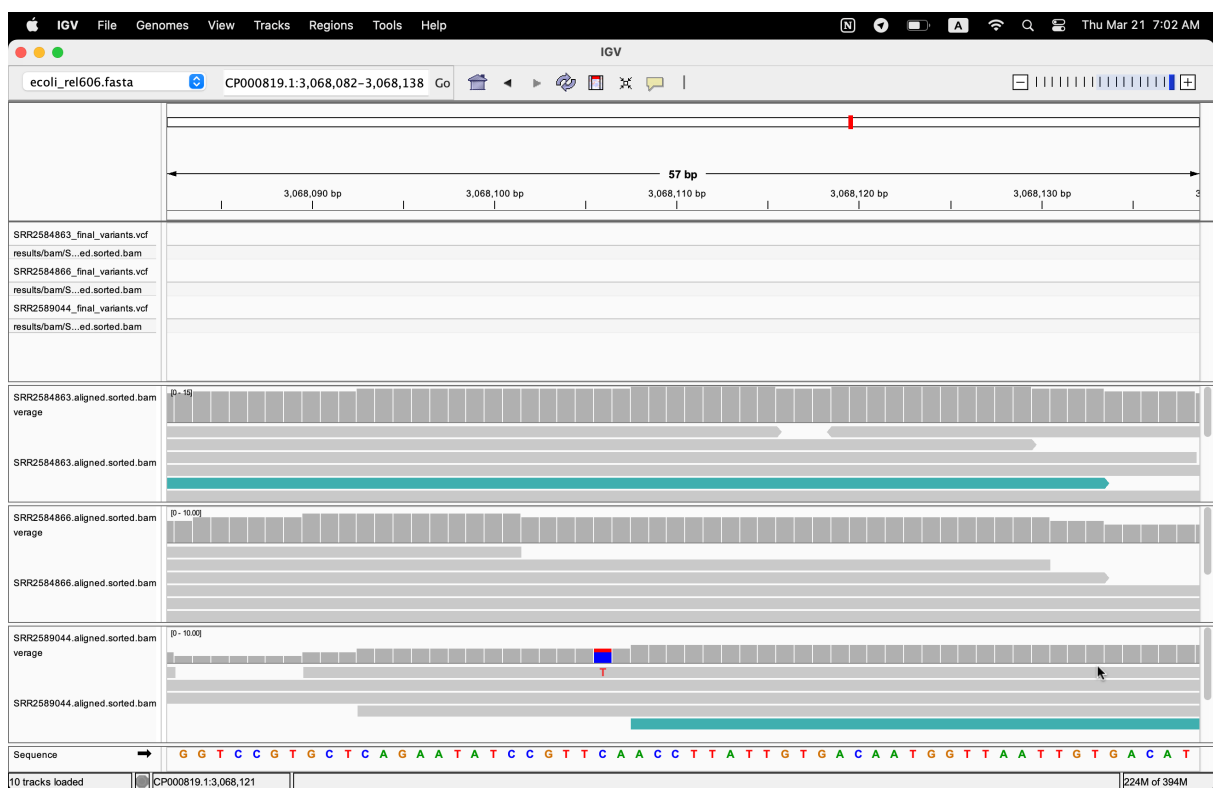 IGV File Genomes View Tracks Regions Tools Help N A Thu Mar 21 7:02 AM
IGV
ecoli_rel606.fasta CP000819.1:3,068,082-3,068,138 Go
57 bp
3,068,090 bp 3,068,100 bp 3,068,110 bp 3,068,120 bp 3,068,130 bp 3
SRR2584863_final_variants.vcf
results/bam/S...ed.sorted.bam
SRR2584866_final_variants.vcf
results/bam/S...ed.sorted.bam
SRR2589044_final_variants.vcf
results/bam/S...ed.sorted.bam
[0 - 15]
SRR2584863.aligned.sorted.bam
verage
SRR2584863.aligned.sorted.bam
[0 - 10.00]
SRR2584866.aligned.sorted.bam
verage
SRR2584866.aligned.sorted.bam
[0 - 10.00]
SRR2589044.aligned.sorted.bam
verage
T
SRR2589044.aligned.sorted.bam
Sequence G G T C C G T G C T C A G A A T A T C C G T T C A A C C T T A T T G T G A C A A T G G T T A A T T G T G A C A T
10 tracks loaded CP000819.1:3,068,121 224M of 394M